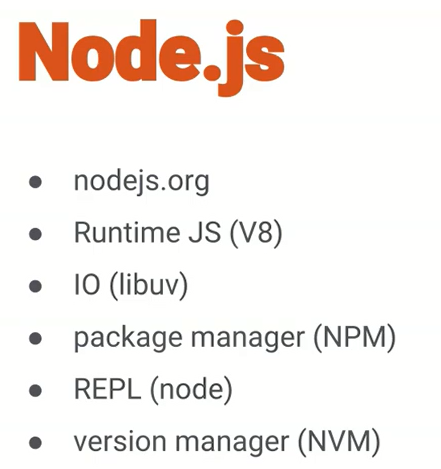 Node.js
● nodejs.org
● Runtime JS (V8)
● IO (libuv)
● package manager (NPM)
● REPL (node)
● version manager (NVM)